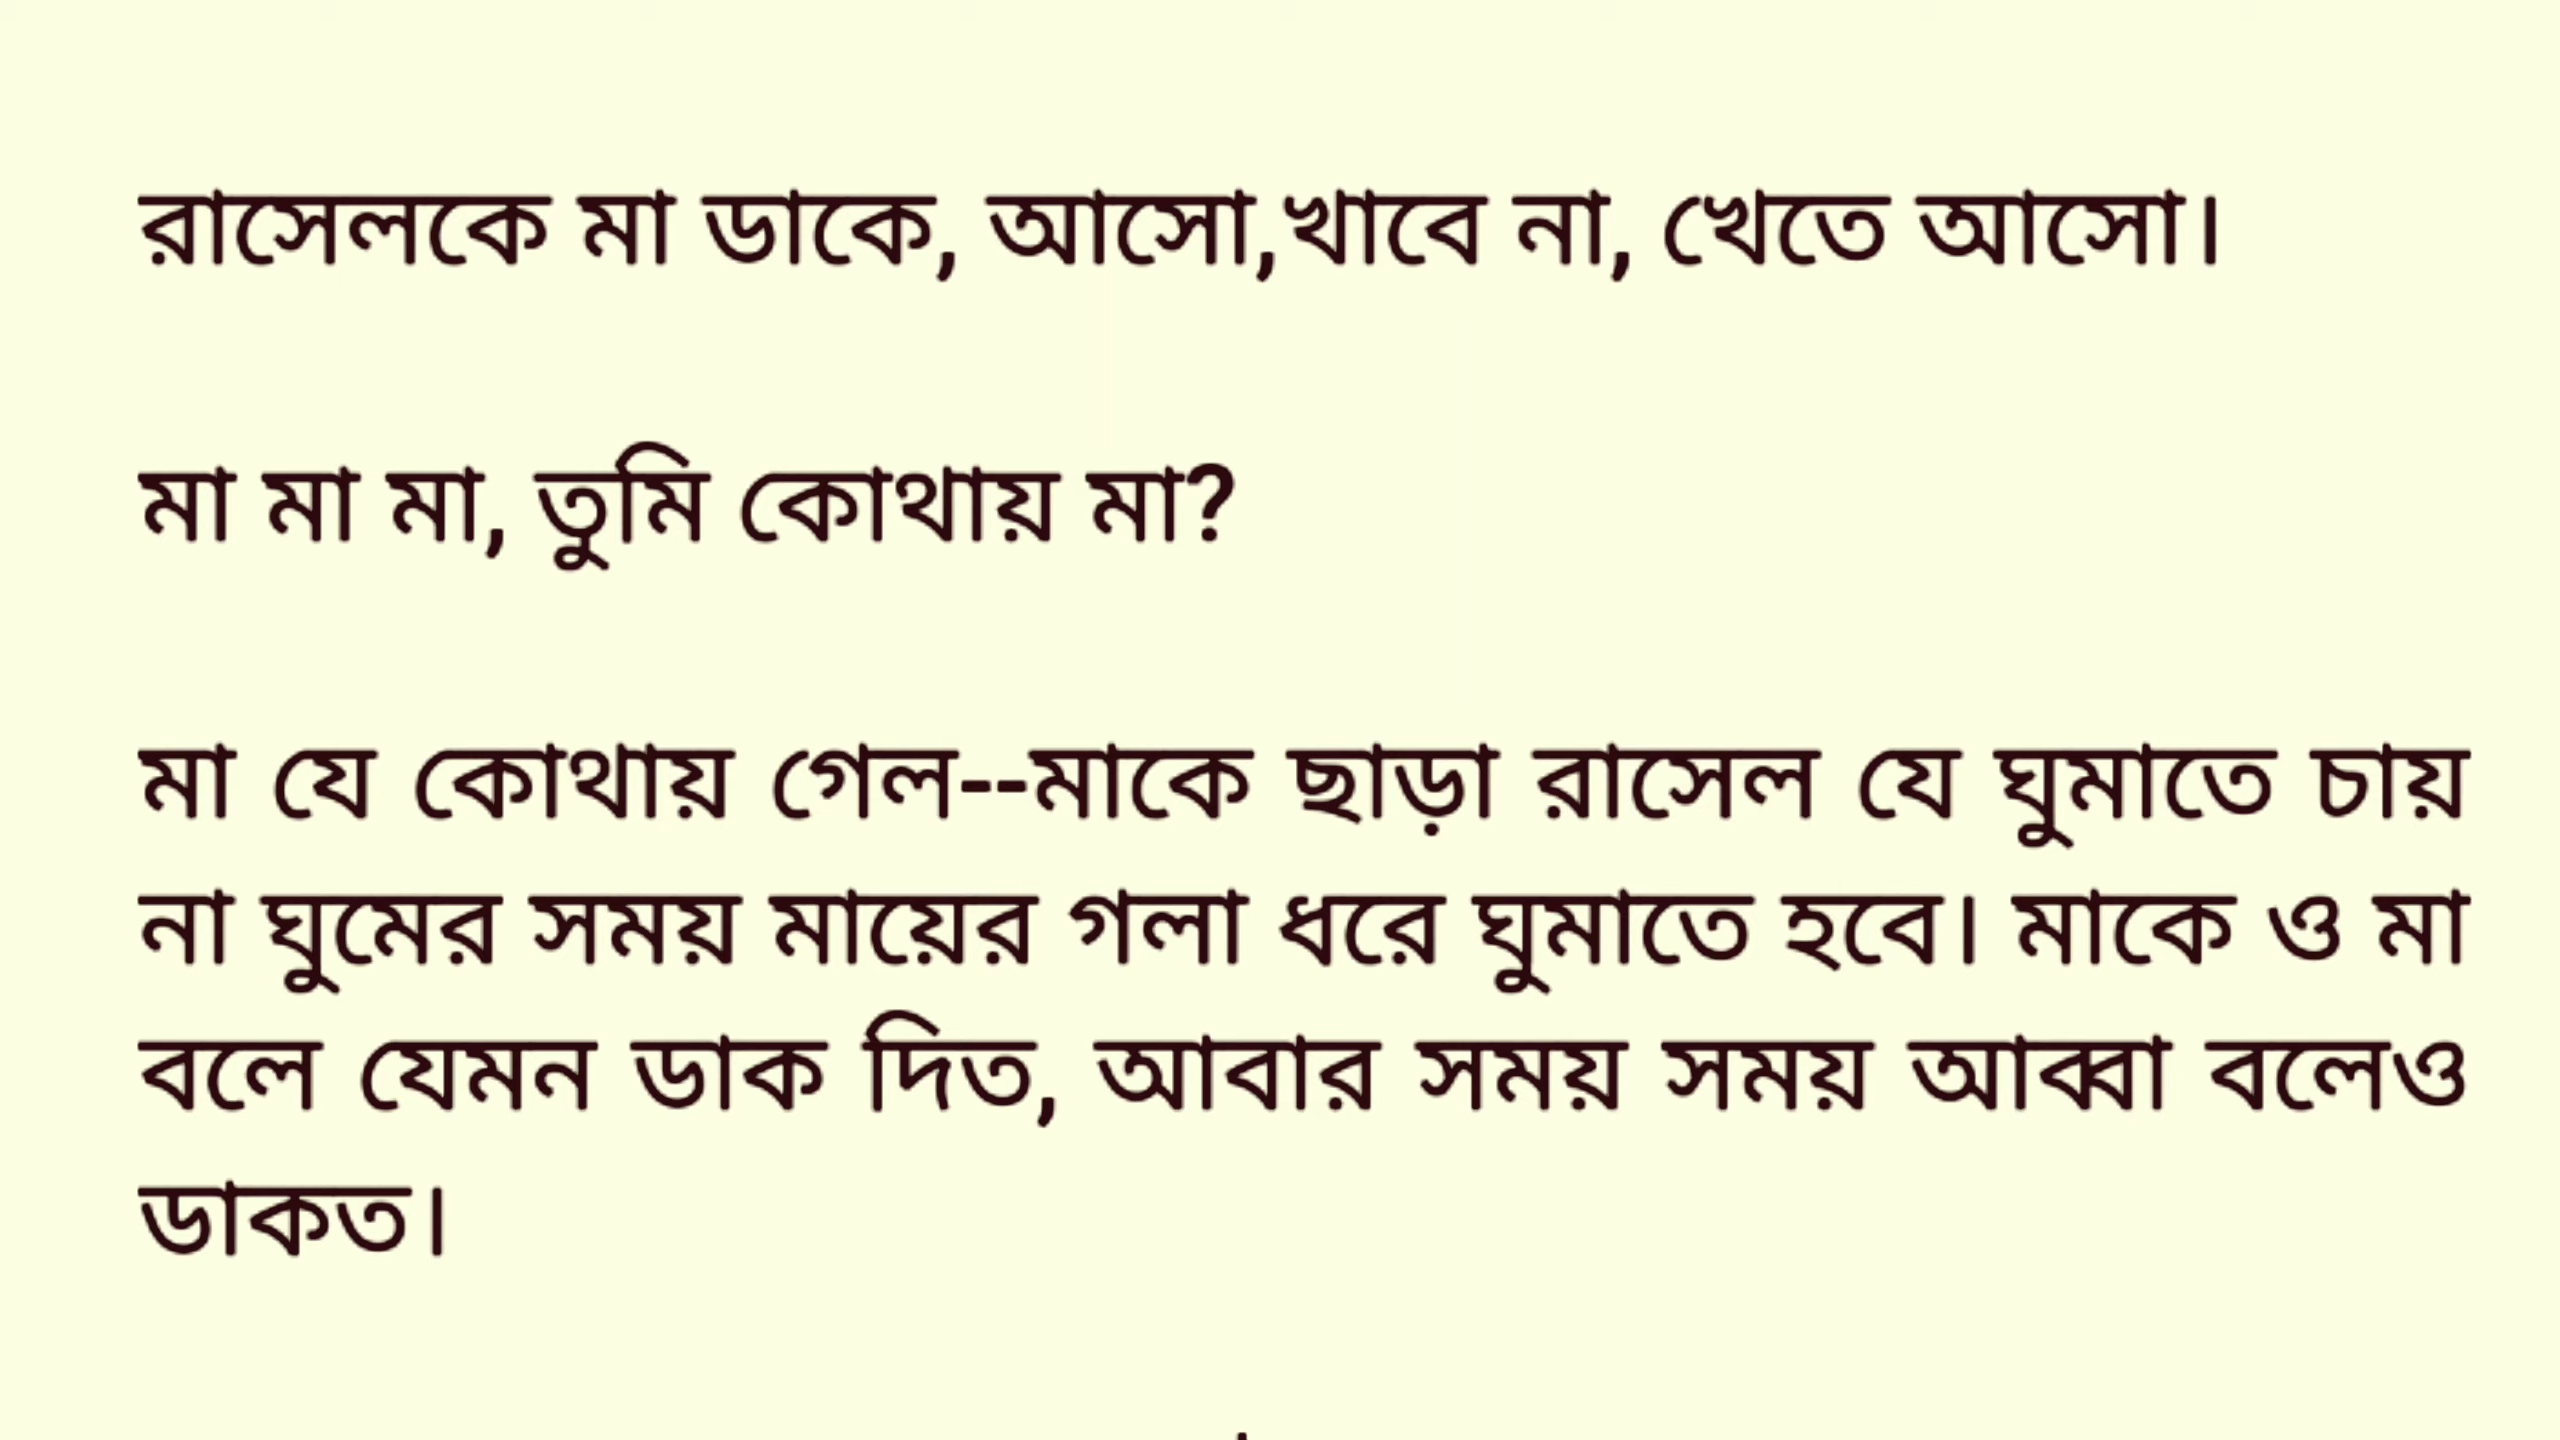 রাসেলকে মা ডাকে, আসো,খাবে না, খেতে আসো।
মা মা মা, তুমি কোথায় মা?
মা যে কোথায় গেল--মাকে ছাড়া রাসেল যে ঘুমাতে চায়
না ঘুমের সময় মায়ের গলা ধরে ঘুমাতে হবে। মাকে ও মা
বলে যেমন ডাক দিত, আবার সময় সময় আব্বা বলেও
ডাকত।